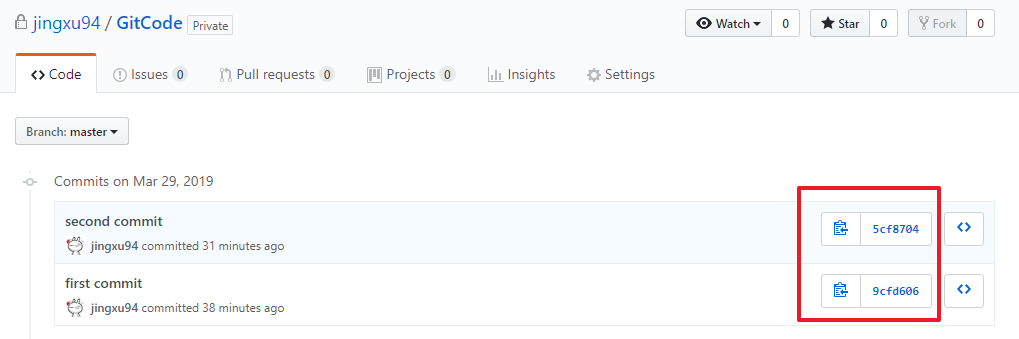 jingxu94 / GitCode Private
Watch 0 Star 0 Fork 0
Code Issues 0 Pull requests 0 Projects 0 Insights Settings
Branch: master
Commits on Mar 29, 2019
second commit
jingxu94 committed 31 minutes ago
5cf8704
first commit
jingxu94 committed 38 minutes ago
9cfd606